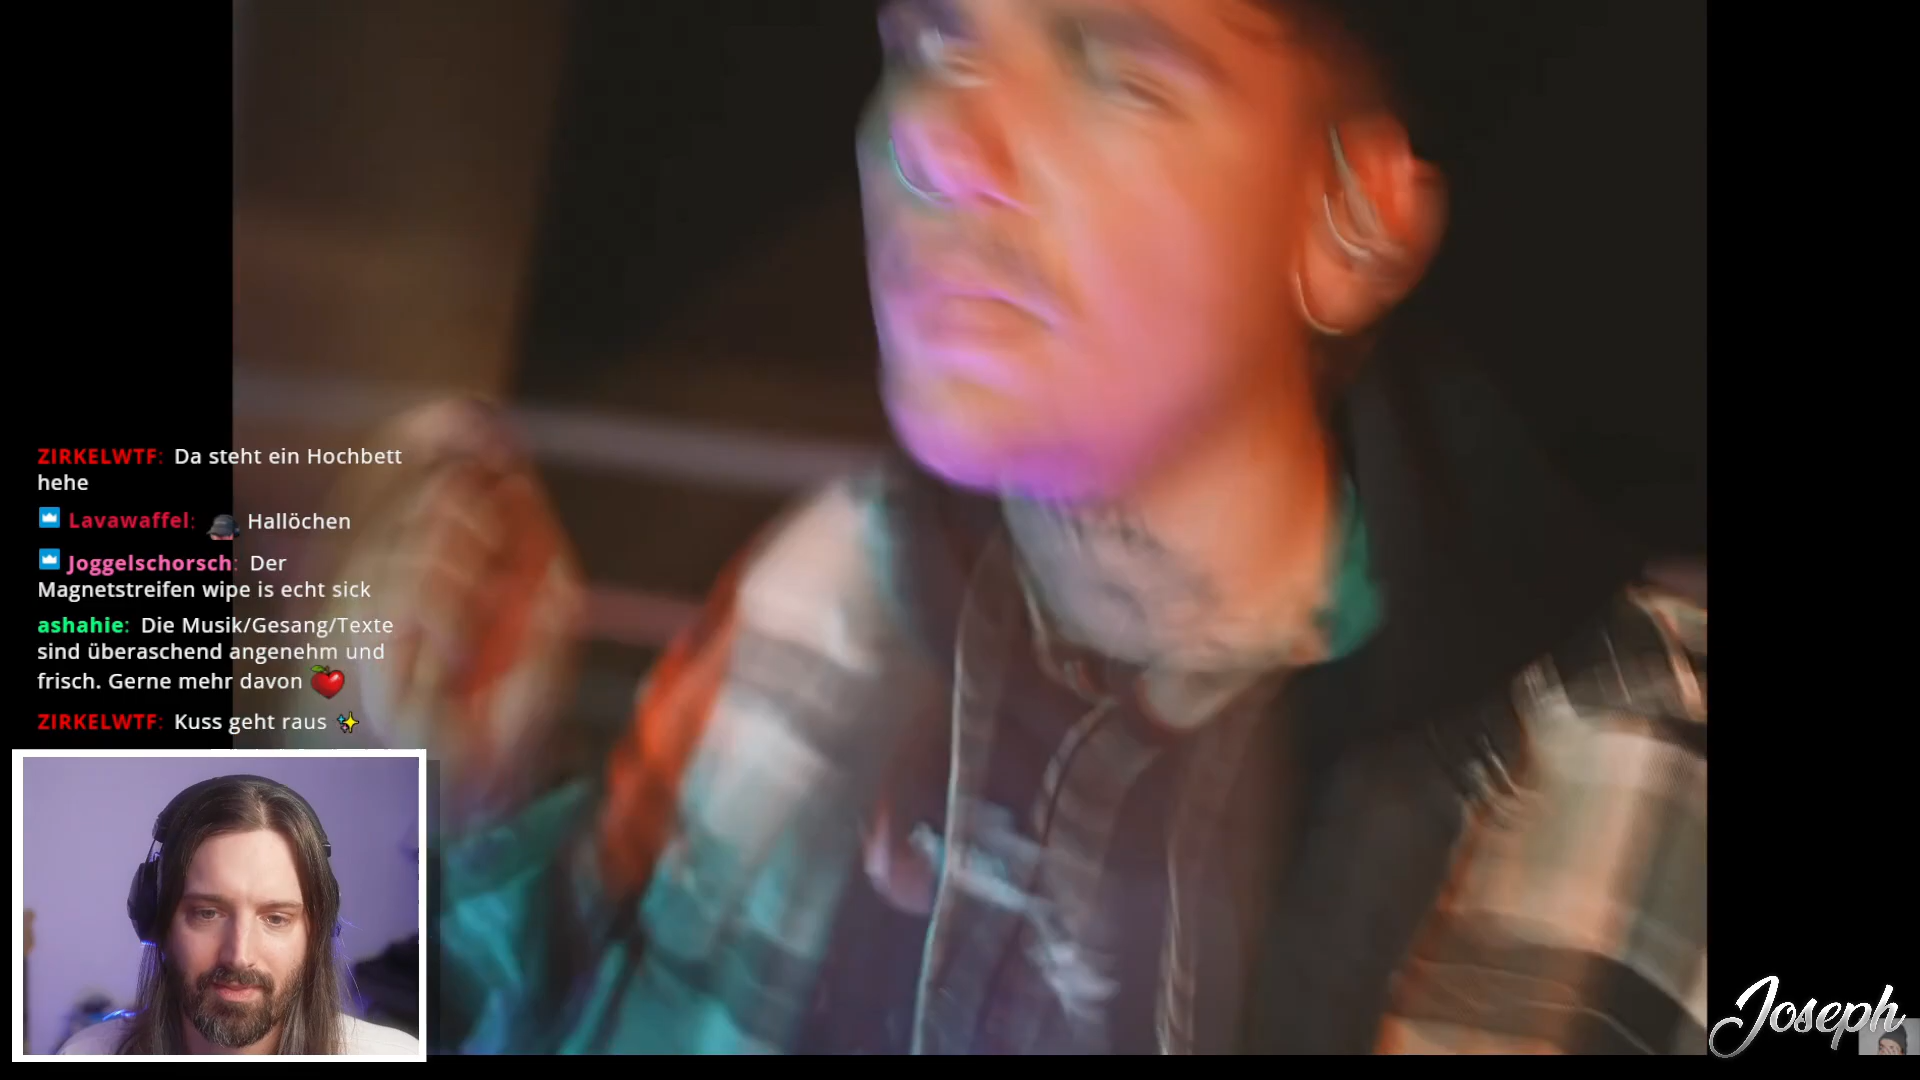 ZIRKELWTF: Da steht ein Hochbett
hehe
Lavawaffel: Hallöchen
Joggelschorsch: Der
Magnetstreifen wipe is echt sick
ashahie: Die Musik/Gesang/Texte
sind überaschend angenehm und
frisch. Gerne mehr davon
ZIRKELWTF: Kuss geht raus ✨
Joseph